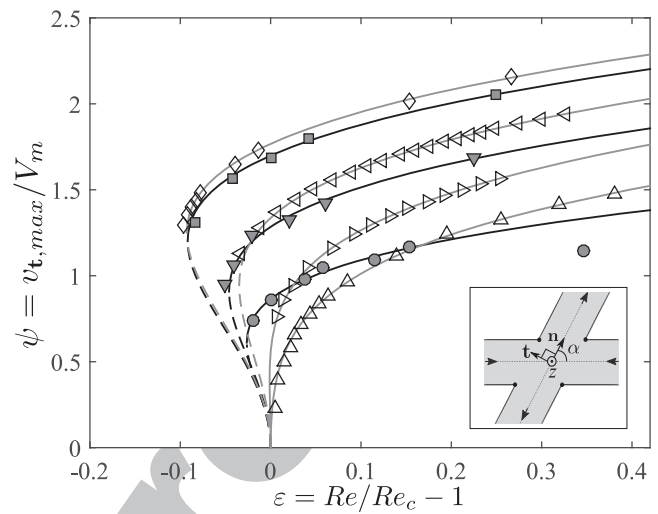 2.5
2
1.5
1
0.5
0
ψ = v_{t,max}/V_m
n
t
α
z
-0.2
-0.1
0
0.1
0.2
0.3
0.4
ε = Re/Re_c − 1